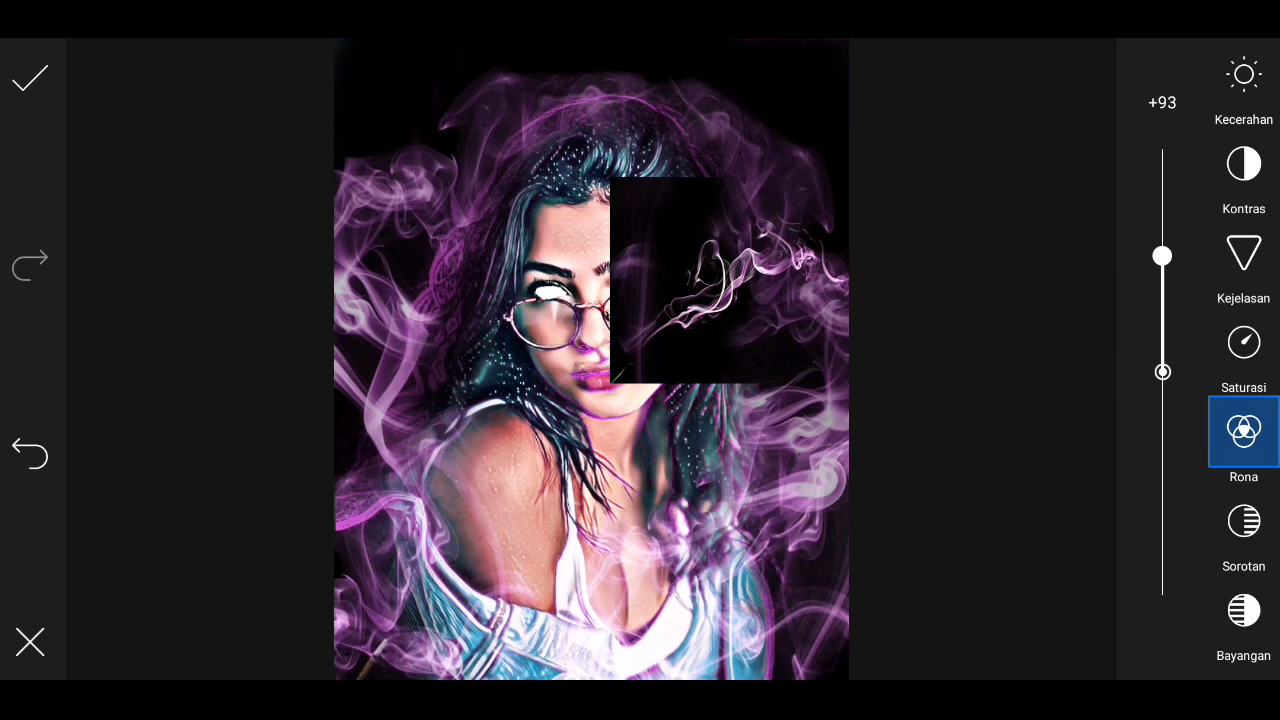 +93
Kecerahan
Kontras
Kejelasan
Saturasi
Rona
Sorotan
Bayangan